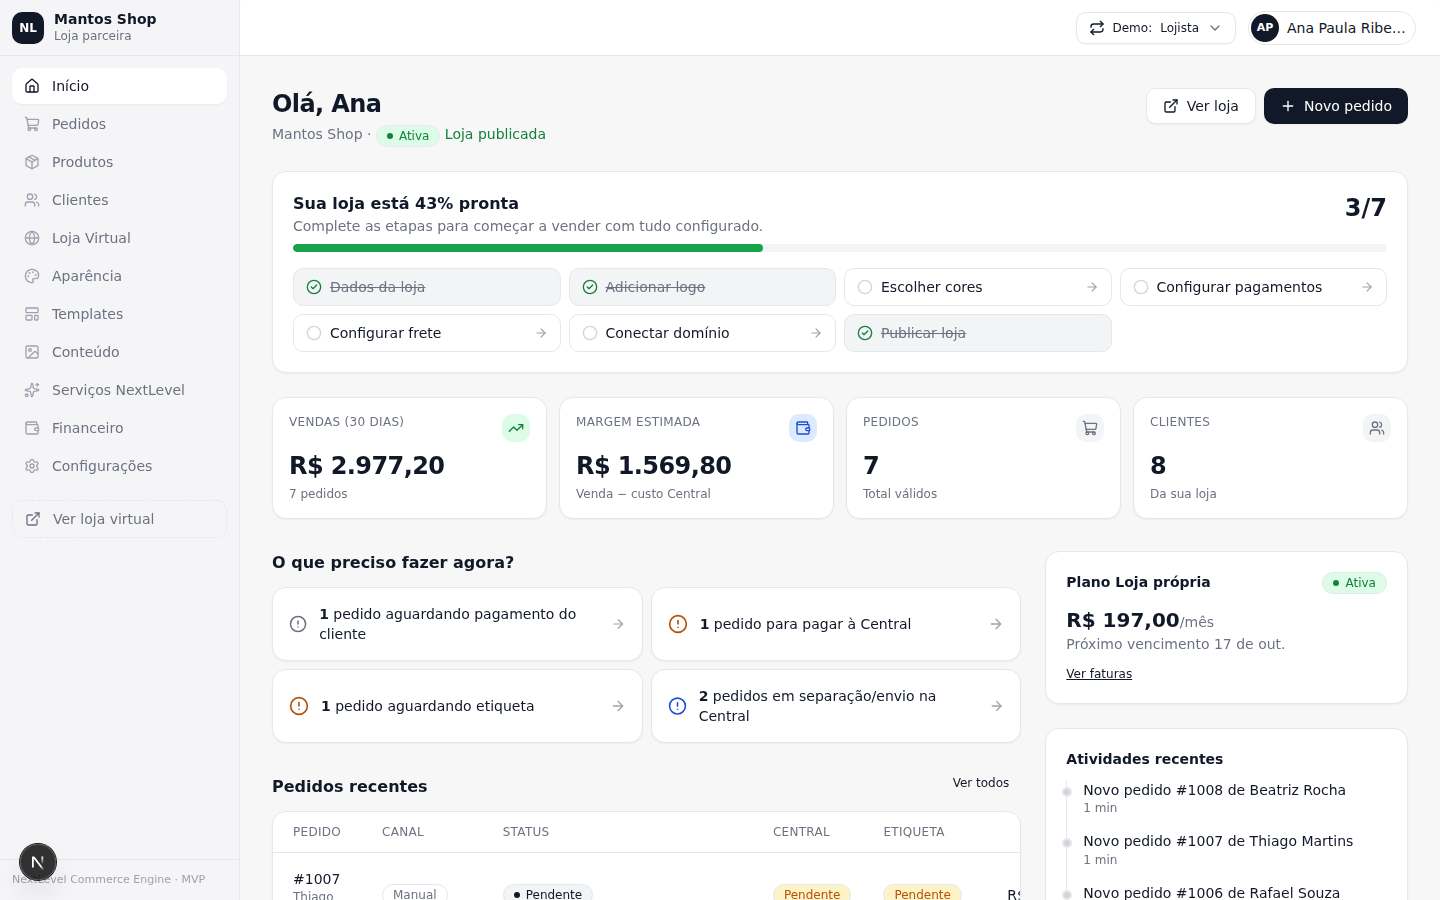 NL
Mantos Shop
Loja parceira
Demo: Lojista
AP
Ana Paula Ribe...
Início
Pedidos
Produtos
Clientes
Loja Virtual
Aparência
Templates
Conteúdo
Serviços NextLevel
Financeiro
Configurações
Ver loja virtual
NextLevel Commerce Engine · MVP
Olá, Ana
Mantos Shop · Ativa Loja publicada
Ver loja
Novo pedido
Sua loja está 43% pronta
Complete as etapas para começar a vender com tudo configurado.
3/7
Dados da loja
Adicionar logo
Escolher cores
Configurar pagamentos
Configurar frete
Conectar domínio
Publicar loja
VENDAS (30 DIAS)
R$ 2.977,20
7 pedidos
MARGEM ESTIMADA
R$ 1.569,80
Venda − custo Central
PEDIDOS
7
Total válidos
CLIENTES
8
Da sua loja
O que preciso fazer agora?
1 pedido aguardando pagamento do
cliente
1 pedido para pagar à Central
1 pedido aguardando etiqueta
2 pedidos em separação/envio na
Central
Pedidos recentes
Ver todos
PEDIDO CANAL STATUS CENTRAL ETIQUETA
#1007
Thiago
Manual
Pendente
Pendente
Pendente
R$
Plano Loja própria
Ativa
R$ 197,00/mês
Próximo vencimento 17 de out.
Ver faturas
Atividades recentes
Novo pedido #1008 de Beatriz Rocha
1 min
Novo pedido #1007 de Thiago Martins
1 min
Novo pedido #1006 de Rafael Souza